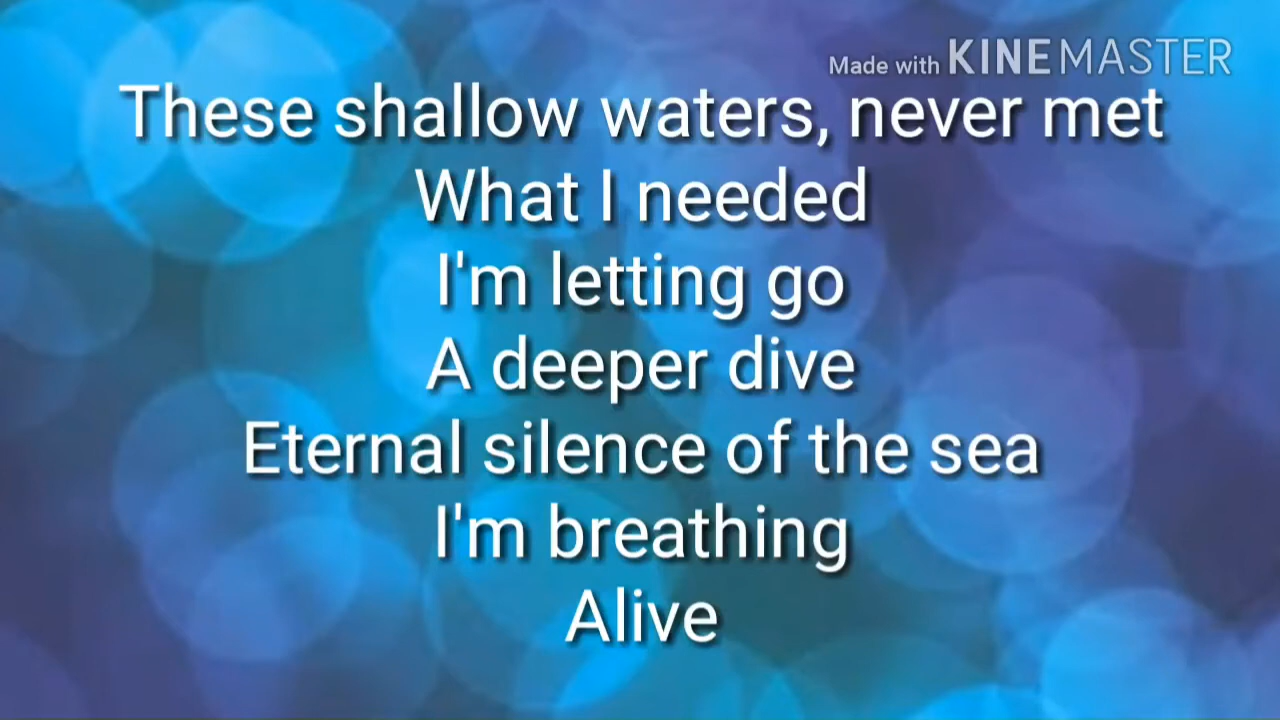 Made with KINEMASTER
These shallow waters, never met
What I needed
I'm letting go
A deeper dive
Eternal silence of the sea
I'm breathing
Alive